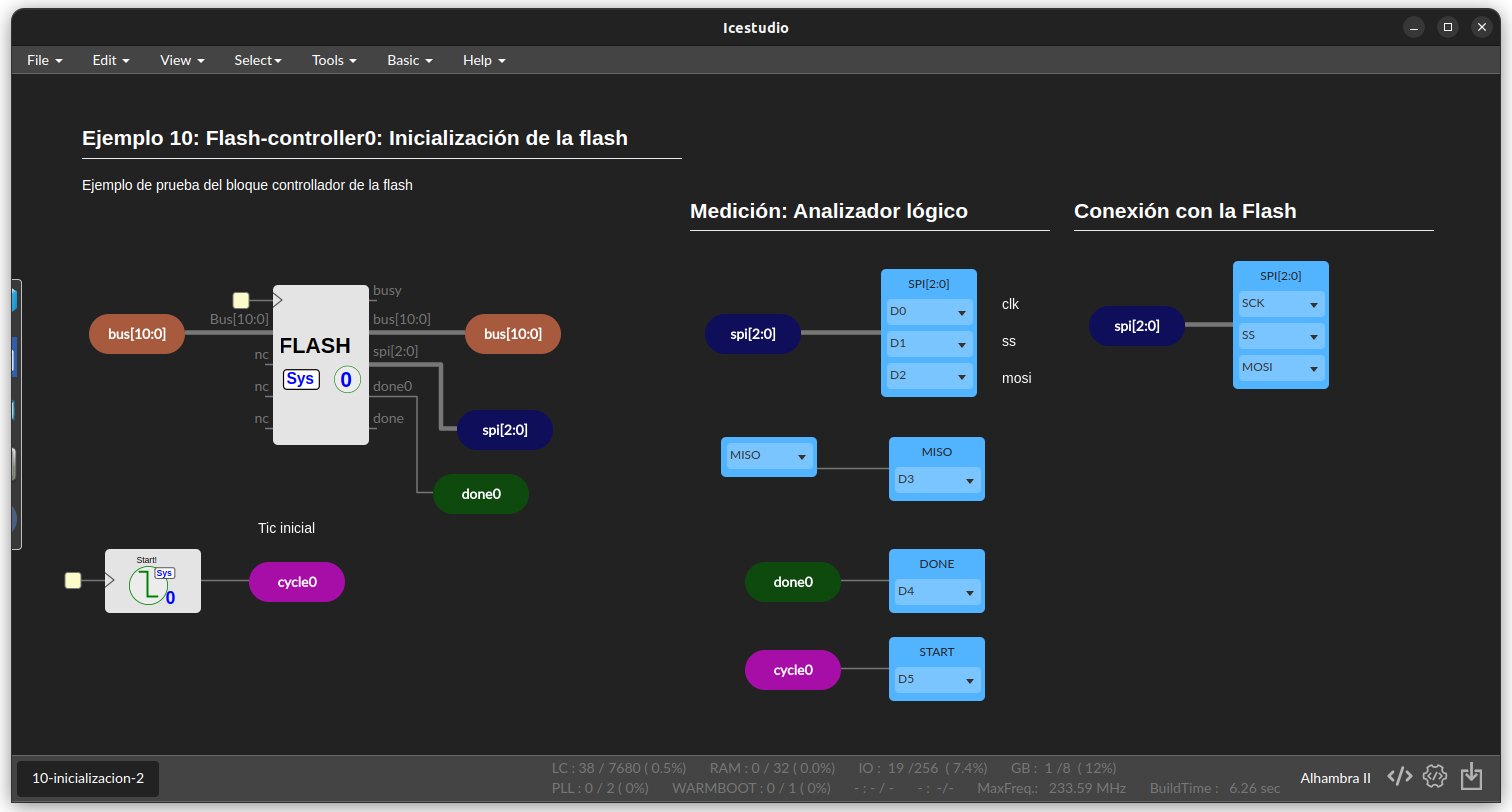 Icestudio
File Edit View Select Tools Basic Help
Ejemplo 10: Flash-controller0: Inicialización de la flash
Ejemplo de prueba del bloque controlador de la flash
Medición: Analizador lógico
Conexión con la Flash
bus[10:0]
Bus[10:0]
nc
nc
nc
FLASH
Sys 0
busy
bus[10:0]
spi[2:0]
done0
done
bus[10:0]
spi[2:0]
done0
Tic inicial
Start!
Sys
0
cycle0
spi[2:0]
SPI[2:0]
D0
D1
D2
clk
ss
mosi
MISO
MISO
D3
done0
DONE
D4
cycle0
START
D5
spi[2:0]
SPI[2:0]
SCK
SS
MOSI
10-inicializacion-2
LC : 38 / 7680 ( 0.5%) RAM : 0 / 32 ( 0.0%) IO : 19 /256 ( 7.4%) GB : 1 /8 ( 12%)
PLL : 0 / 2 ( 0%) WARMBOOT : 0 / 1 ( 0%) - : - / - - : -/- MaxFreq.: 233.59 MHz BuildTime : 6.26 sec
Alhambra II